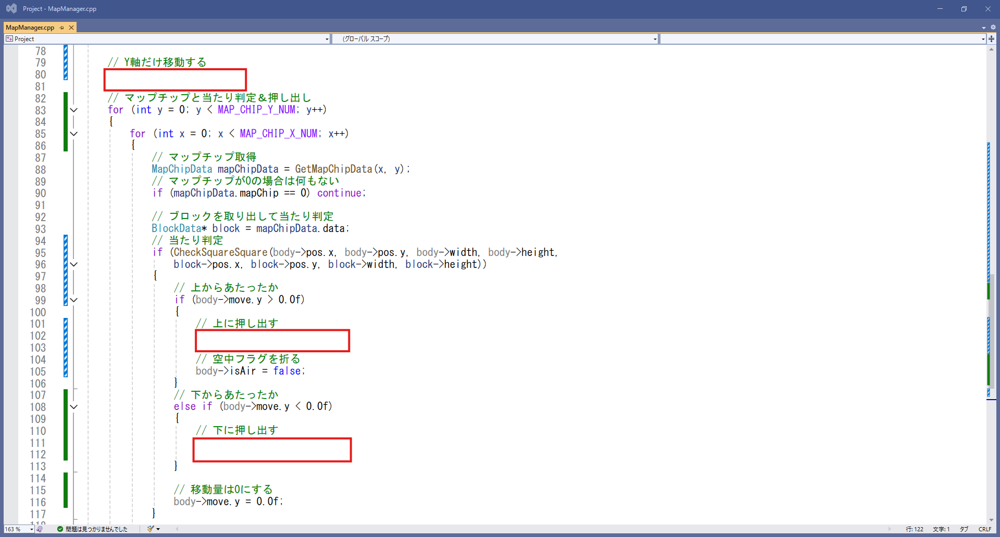 Project - MapManager.cpp
MapManager.cpp
Project
(グローバル スコープ)
78
79 // Y軸だけ移動する
80
81
82 // マップチップと当たり判定&押し出し
83 for (int y = 0; y < MAP_CHIP_Y_NUM; y++)
84 {
85 for (int x = 0; x < MAP_CHIP_X_NUM; x++)
86 {
87 // マップチップ取得
88 MapChipData mapChipData = GetMapChipData(x, y);
89 // マップチップが0の場合は何もない
90 if (mapChipData.mapChip == 0) continue;
91
92 // ブロックを取り出して当たり判定
93 BlockData* block = mapChipData.data;
94 // 当たり判定
95 if (CheckSquareSquare(body->pos.x, body->pos.y, body->width, body->height,
96 block->pos.x, block->pos.y, block->width, block->height))
97 {
98 // 上からあたったか
99 if (body->move.y > 0.0f)
100 {
101 // 上に押し出す
102
103
104 // 空中フラグを折る
105 body->isAir = false;
106 }
107 // 下からあたったか
108 else if (body->move.y < 0.0f)
109 {
110 // 下に押し出す
111
112
113 }
114
115 // 移動量は0にする
116 body->move.y = 0.0f;
117 }
163 %
問題は見つかりませんでした
行: 122
文字: 1
タブ
CRLF